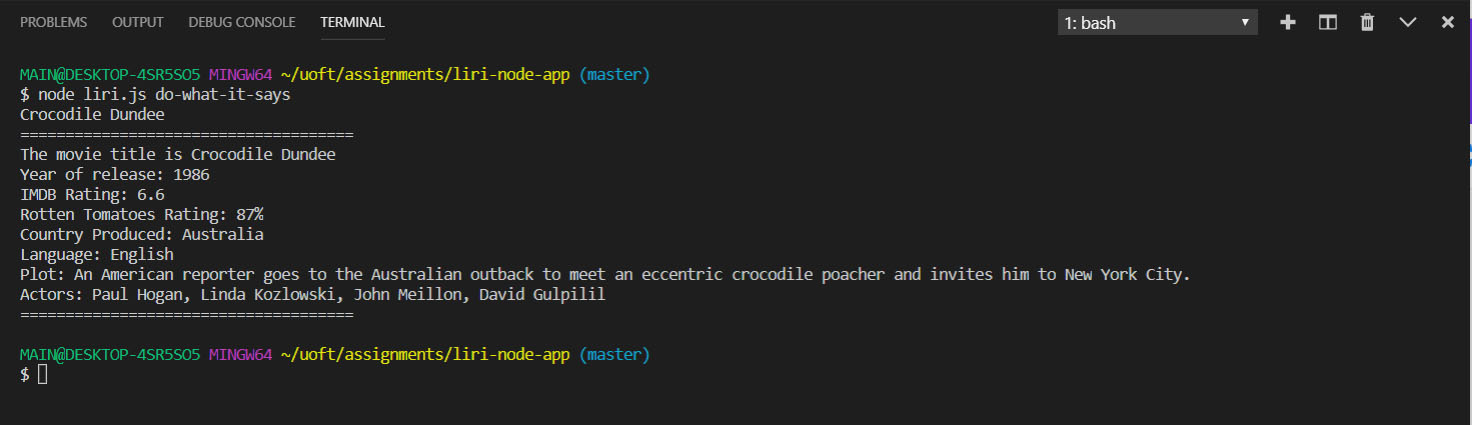 PROBLEMS OUTPUT DEBUG CONSOLE TERMINAL 1: bash
MAIN@DESKTOP-4SR5SO5 MINGW64 ~/uoft/assignments/liri-node-app (master)
$ node liri.js do-what-it-says
Crocodile Dundee
=====================================
The movie title is Crocodile Dundee
Year of release: 1986
IMDB Rating: 6.6
Rotten Tomatoes Rating: 87%
Country Produced: Australia
Language: English
Plot: An American reporter goes to the Australian outback to meet an eccentric crocodile poacher and invites him to New York City.
Actors: Paul Hogan, Linda Kozlowski, John Meillon, David Gulpilil
=====================================
MAIN@DESKTOP-4SR5SO5 MINGW64 ~/uoft/assignments/liri-node-app (master)
$